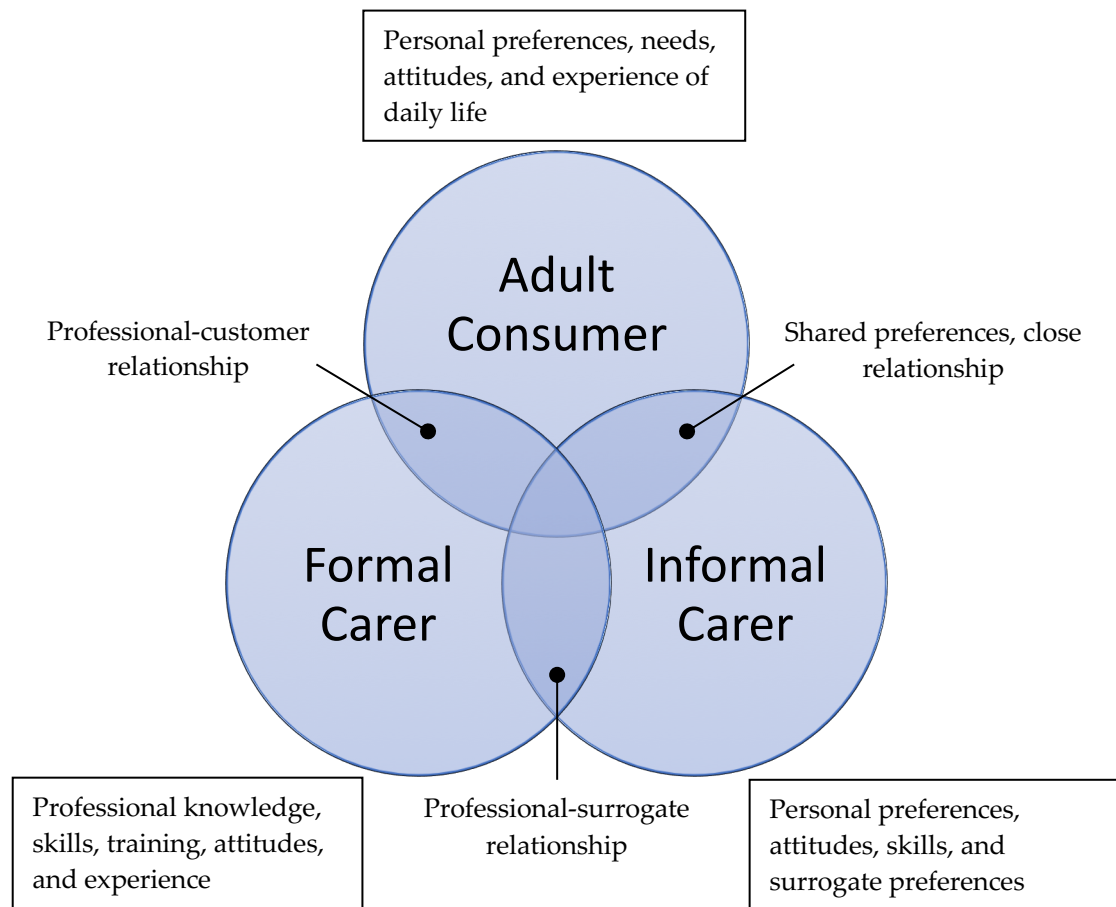 Personal preferences, needs,
attitudes, and experience of
daily life
Adult
Consumer
Professional-customer
relationship
Shared preferences, close
relationship
Formal
Carer
Informal
Carer
Professional knowledge,
skills, training, attitudes,
and experience
Professional-surrogate
relationship
Personal preferences,
attitudes, skills, and
surrogate preferences